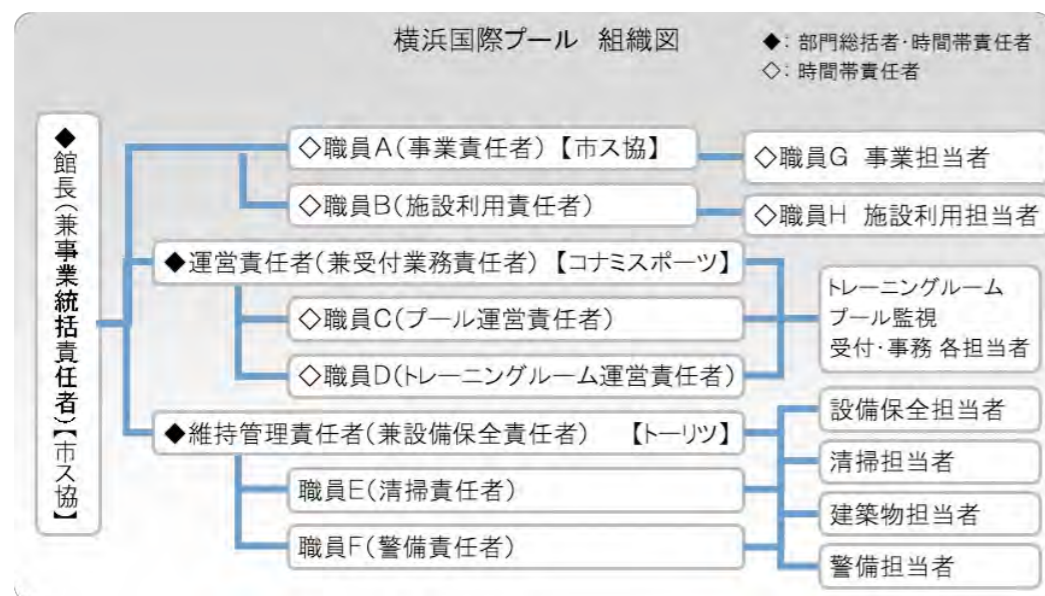 横浜国際プール 組織図
◆：部門総括者・時間帯責任者
◇：時間帯責任者
◆館長（兼事業統括責任者）【市ス協】
◇職員A（事業責任者）【市ス協】
◇職員G 事業担当者
◇職員B（施設利用責任者）
◇職員H 施設利用担当者
◆運営責任者（兼受付業務責任者）【コナミスポーツ】
◇職員C（プール運営責任者）
◇職員D（トレーニングルーム運営責任者）
トレーニングルーム
プール監視
受付・事務 各担当者
◆維持管理責任者（兼設備保全責任者） 【トーリツ】
職員E（清掃責任者）
職員F（警備責任者）
設備保全担当者
清掃担当者
建築物担当者
警備担当者